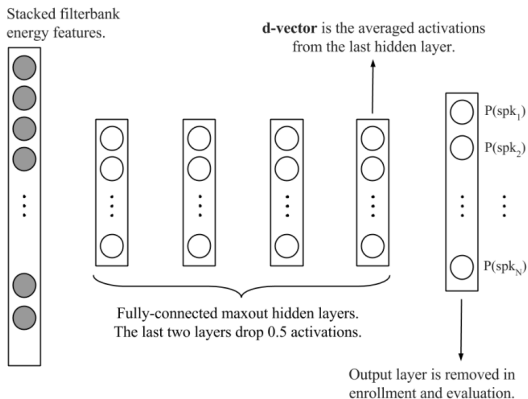 Stacked filterbank
energy features.
d-vector is the averaged activations
from the last hidden layer.
P(spk₁)
P(spk₂)
P(spk_N)
Fully-connected maxout hidden layers.
The last two layers drop 0.5 activations.
Output layer is removed in
enrollment and evaluation.